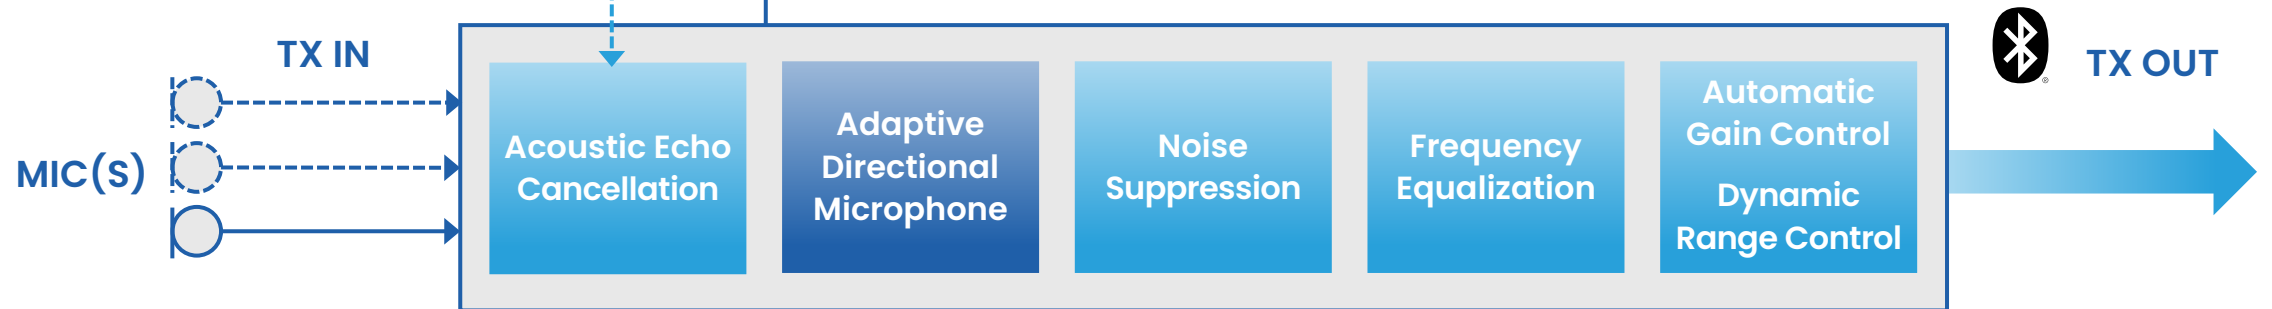 TX IN
MIC(S)
Acoustic Echo
Cancellation
Adaptive
Directional
Microphone
Noise
Suppression
Frequency
Equalization
Automatic
Gain Control
Dynamic
Range Control
®
TX OUT